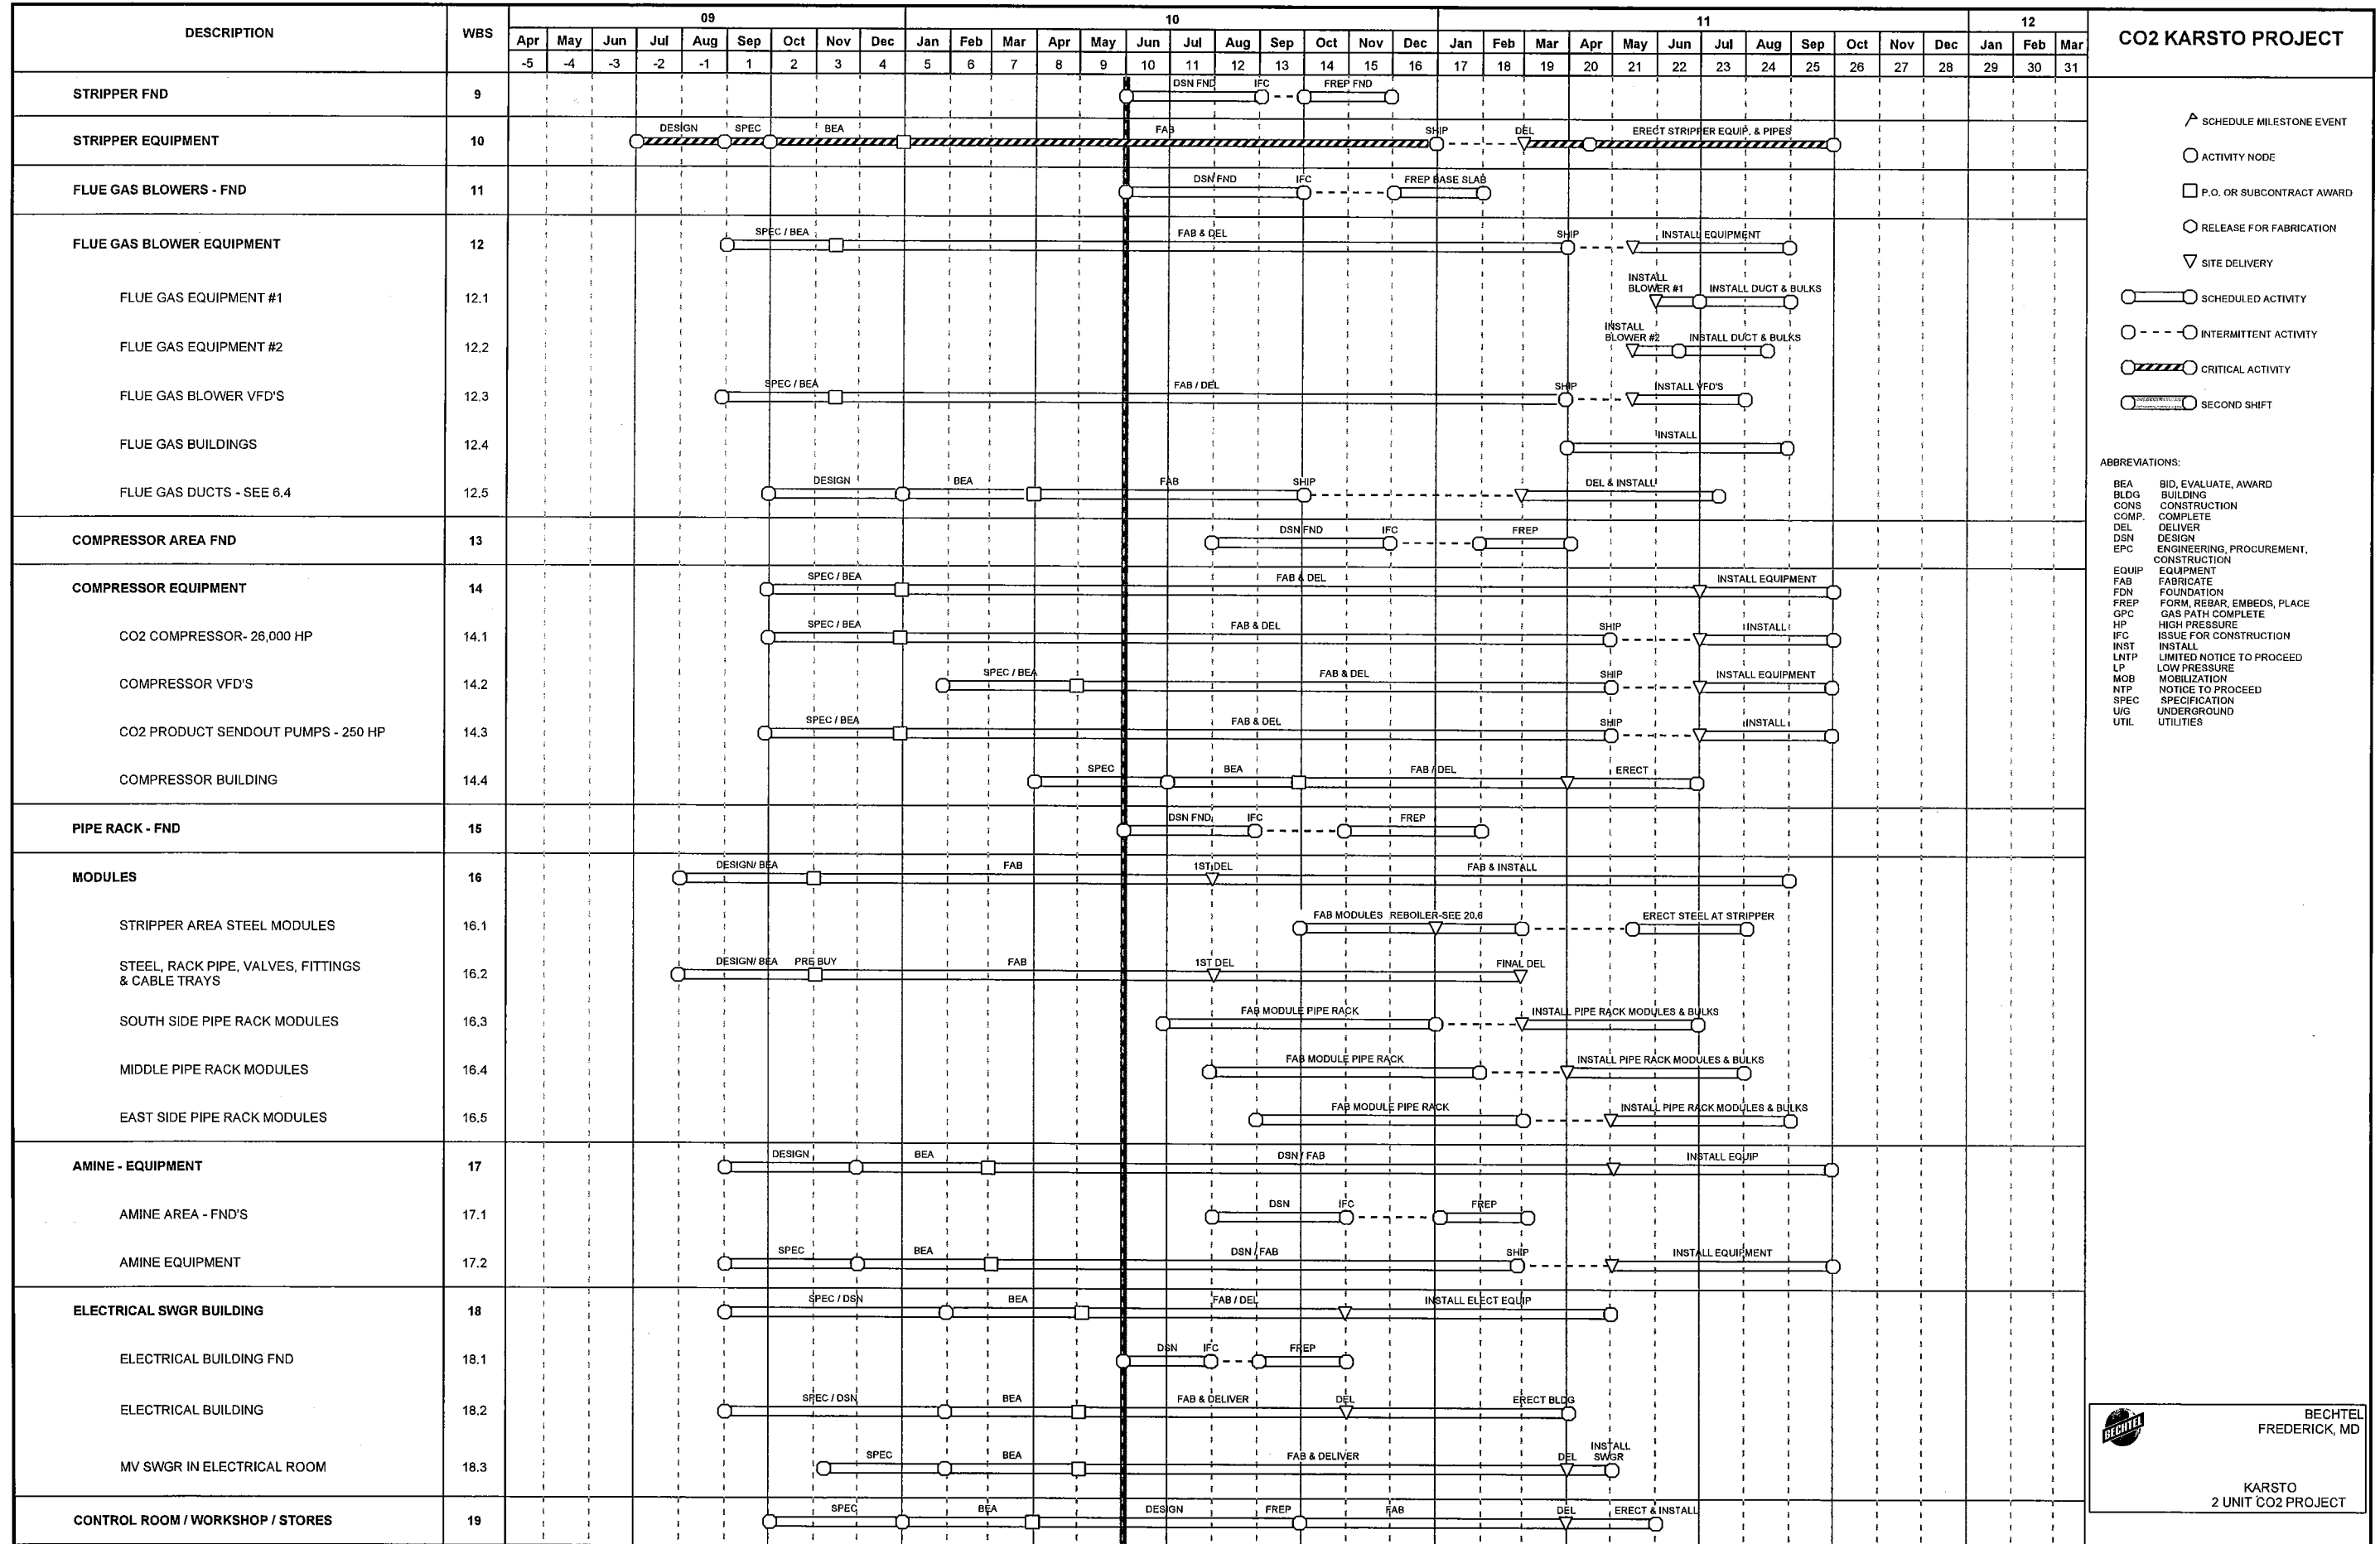 DESCRIPTION WBS 09 10 11 12
Apr May Jun Jul Aug Sep Oct Nov Dec Jan Feb Mar Apr May Jun Jul Aug Sep Oct Nov Dec Jan Feb Mar Apr May Jun Jul Aug Sep Oct Nov Dec Jan Feb Mar
-5 -4 -3 -2 -1 1 2 3 4 5 6 7 8 9 10 11 12 13 14 15 16 17 18 19 20 21 22 23 24 25 26 27 28 29 30 31
STRIPPER FND 9 DSN FND IFC FREP FND
STRIPPER EQUIPMENT 10 DESIGN SPEC BEA FAB SHIP DEL ERECT STRIPPER EQUIP. & PIPES
FLUE GAS BLOWERS - FND 11 DSN FND IFC FREP BASE SLAB
FLUE GAS BLOWER EQUIPMENT 12 SPEC / BEA FAB & DEL SHIP INSTALL EQUIPMENT
INSTALL
FLUE GAS EQUIPMENT #1 12.1 BLOWER #1 INSTALL DUCT & BULKS
INSTALL
FLUE GAS EQUIPMENT #2 12.2 BLOWER #2 INSTALL DUCT & BULKS
FLUE GAS BLOWER VFD'S 12.3 SPEC / BEA FAB / DEL SHIP INSTALL VFD'S
FLUE GAS BUILDINGS 12.4 INSTALL
FLUE GAS DUCTS - SEE 6.4 12.5 DESIGN BEA FAB SHIP DEL & INSTALL
COMPRESSOR AREA FND 13 DSN FND IFC FREP
COMPRESSOR EQUIPMENT 14 SPEC / BEA FAB & DEL INSTALL EQUIPMENT
CO2 COMPRESSOR- 26,000 HP 14.1 SPEC / BEA FAB & DEL SHIP INSTALL
COMPRESSOR VFD'S 14.2 SPEC / BEA FAB & DEL SHIP INSTALL EQUIPMENT
CO2 PRODUCT SENDOUT PUMPS - 250 HP 14.3 SPEC / BEA FAB & DEL SHIP INSTALL
COMPRESSOR BUILDING 14.4 SPEC BEA FAB / DEL ERECT
PIPE RACK - FND 15 DSN FND IFC FREP
MODULES 16 DESIGN/ BEA FAB 1ST DEL FAB & INSTALL
STRIPPER AREA STEEL MODULES 16.1 FAB MODULES REBOILER-SEE 20.6 ERECT STEEL AT STRIPPER
STEEL, RACK PIPE, VALVES, FITTINGS
& CABLE TRAYS 16.2 DESIGN/ BEA PRE BUY FAB 1ST DEL FINAL DEL
SOUTH SIDE PIPE RACK MODULES 16.3 FAB MODULE PIPE RACK INSTALL PIPE RACK MODULES & BULKS
MIDDLE PIPE RACK MODULES 16.4 FAB MODULE PIPE RACK INSTALL PIPE RACK MODULES & BULKS
EAST SIDE PIPE RACK MODULES 16.5 FAB MODULE PIPE RACK INSTALL PIPE RACK MODULES & BULKS
AMINE - EQUIPMENT 17 DESIGN BEA DSN / FAB INSTALL EQUIP
AMINE AREA - FND'S 17.1 DSN IFC FREP
AMINE EQUIPMENT 17.2 SPEC BEA DSN / FAB SHIP INSTALL EQUIPMENT
ELECTRICAL SWGR BUILDING 18 SPEC / DSN BEA FAB / DEL INSTALL ELECT EQUIP
ELECTRICAL BUILDING FND 18.1 DSN IFC FREP
ELECTRICAL BUILDING 18.2 SPEC / DSN BEA FAB & DELIVER DEL ERECT BLDG
INSTALL
MV SWGR IN ELECTRICAL ROOM 18.3 SPEC BEA FAB & DELIVER DEL SWGR
CONTROL ROOM / WORKSHOP / STORES 19 SPEC BEA DESIGN FREP FAB DEL ERECT & INSTALL
CO2 KARSTO PROJECT
SCHEDULE MILESTONE EVENT
ACTIVITY NODE
P.O. OR SUBCONTRACT AWARD
RELEASE FOR FABRICATION
SITE DELIVERY
SCHEDULED ACTIVITY
INTERMITTENT ACTIVITY
CRITICAL ACTIVITY
SECOND SHIFT
ABBREVIATIONS:
BEA BID, EVALUATE, AWARD
BLDG BUILDING
CONS CONSTRUCTION
COMP. COMPLETE
DEL DELIVER
DSN DESIGN
EPC ENGINEERING, PROCUREMENT,
CONSTRUCTION
EQUIP EQUIPMENT
FAB FABRICATE
FDN FOUNDATION
FREP FORM, REBAR, EMBEDS, PLACE
GPC GAS PATH COMPLETE
HP HIGH PRESSURE
IFC ISSUE FOR CONSTRUCTION
INST INSTALL
LNTP LIMITED NOTICE TO PROCEED
LP LOW PRESSURE
MOB MOBILIZATION
NTP NOTICE TO PROCEED
SPEC SPECIFICATION
U/G UNDERGROUND
UTIL UTILITIES
BECHTEL
BECHTEL
FREDERICK, MD
KARSTO
2 UNIT CO2 PROJECT